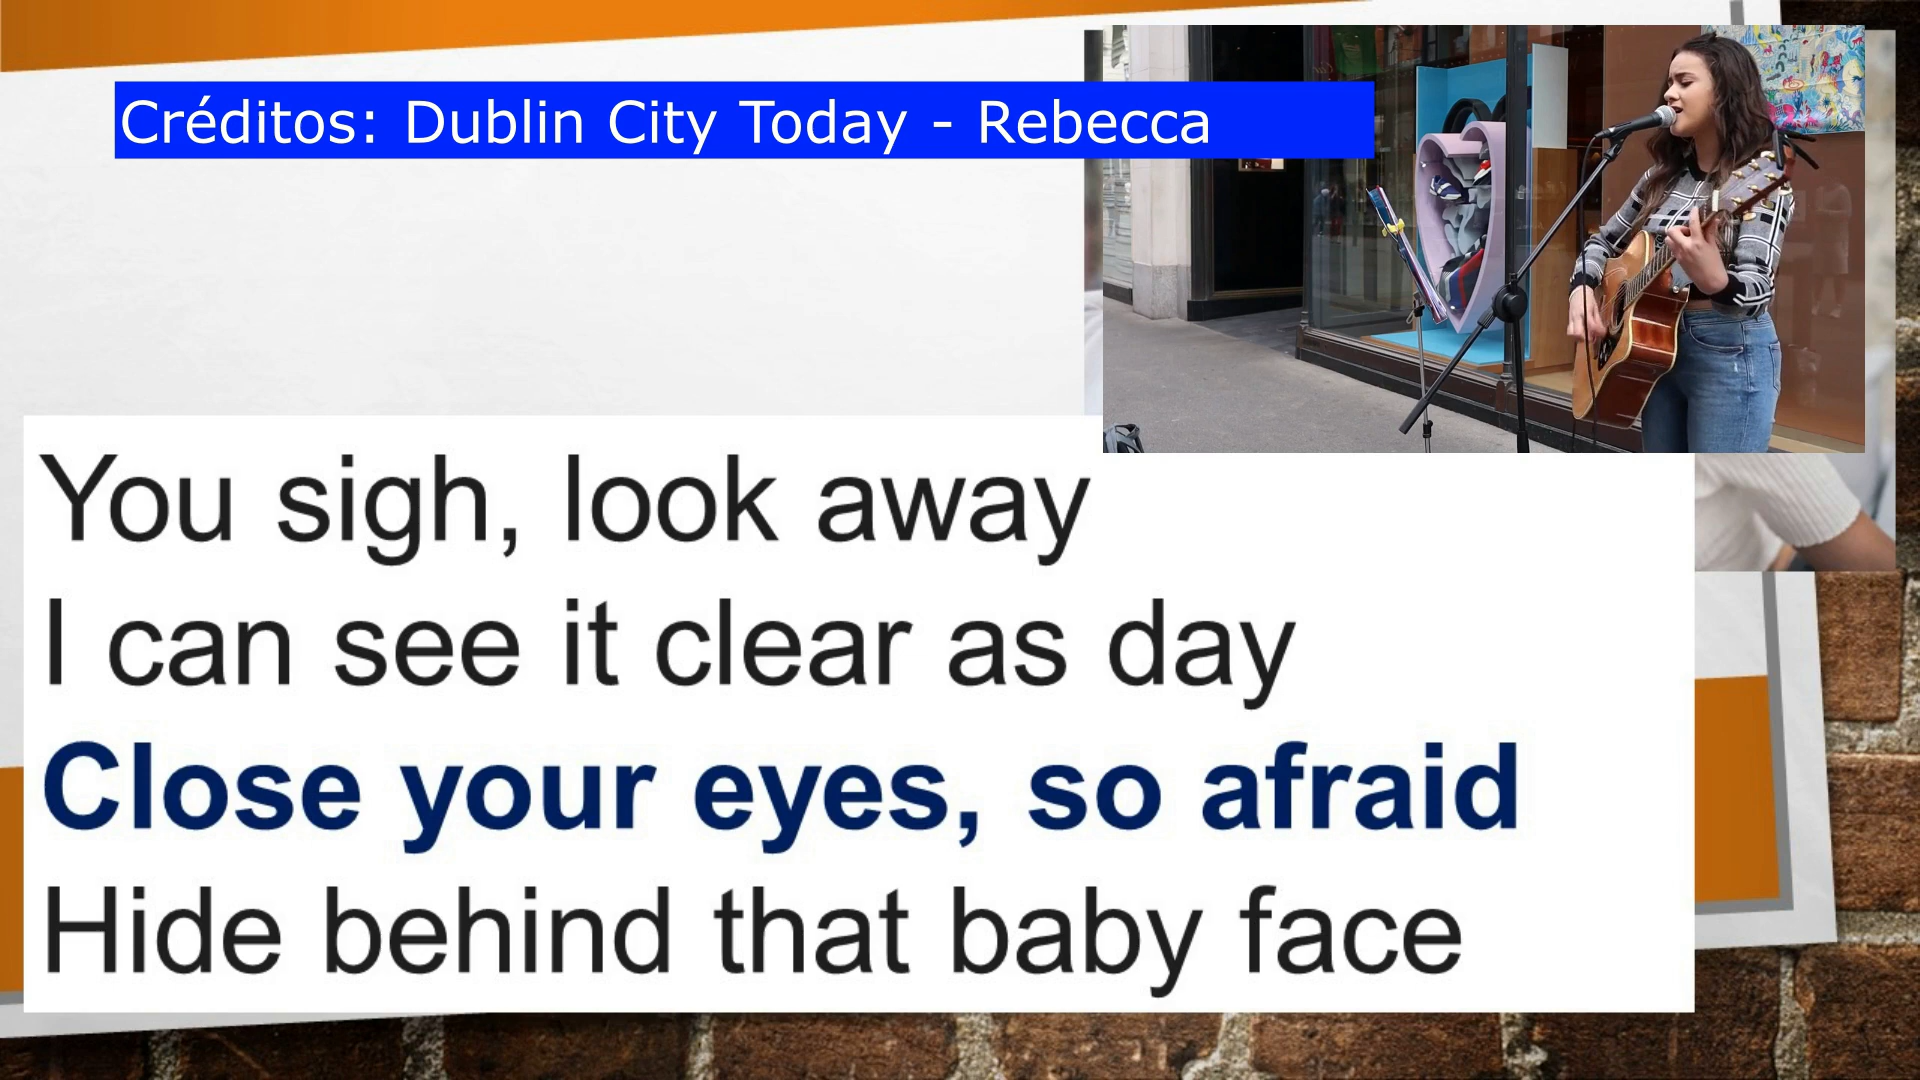 Créditos: Dublin City Today - Rebecca
You sigh, look away
I can see it clear as day
Close your eyes, so afraid
Hide behind that baby face